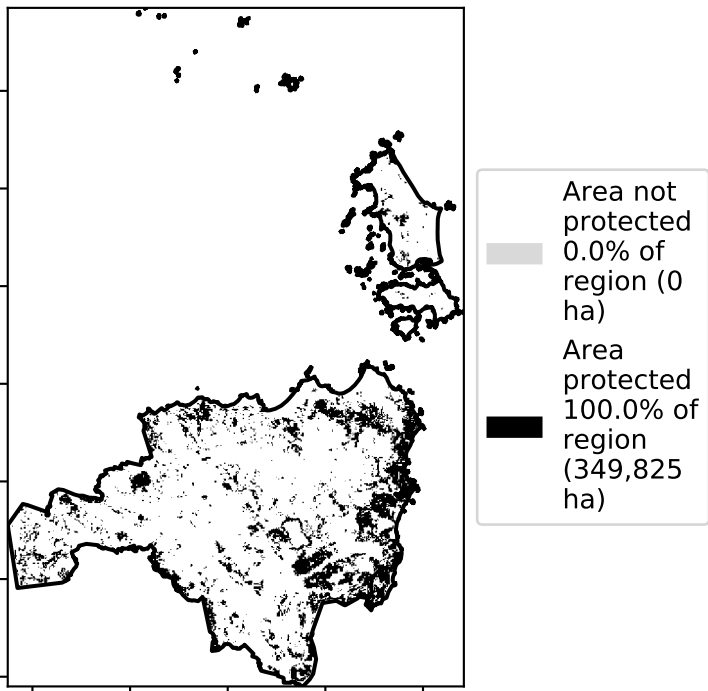 Area not
protected
0.0% of
region (0
ha)
Area
protected
100.0% of
region
(349,825
ha)